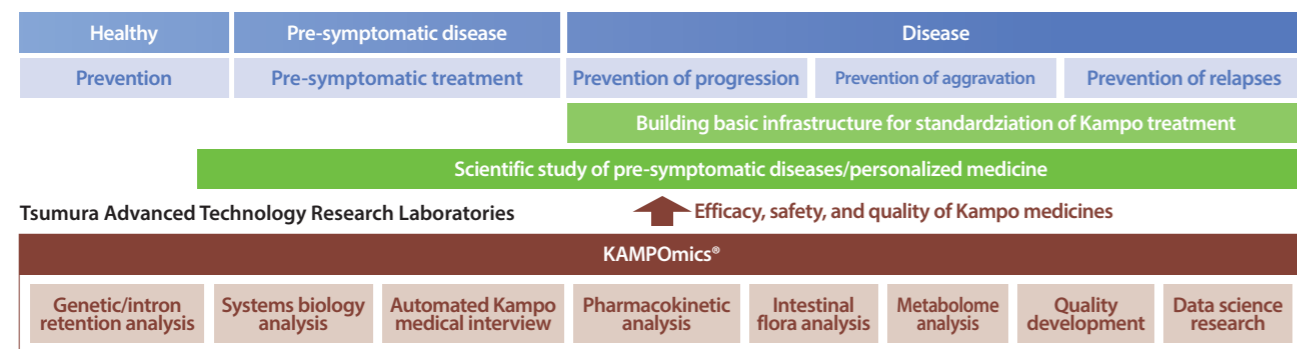 Healthy
Pre-symptomatic disease
Disease
Prevention
Pre-symptomatic treatment
Prevention of progression
Prevention of aggravation
Prevention of relapses
Building basic infrastructure for standardziation of Kampo treatment
Scientific study of pre-symptomatic diseases/personalized medicine
Tsumura Advanced Technology Research Laboratories
Efficacy, safety, and quality of Kampo medicines
KAMPOmics®
Genetic/intron
retention analysis
Systems biology
analysis
Automated Kampo
medical interview
Pharmacokinetic
analysis
Intestinal
flora analysis
Metabolome
analysis
Quality
development
Data science
research